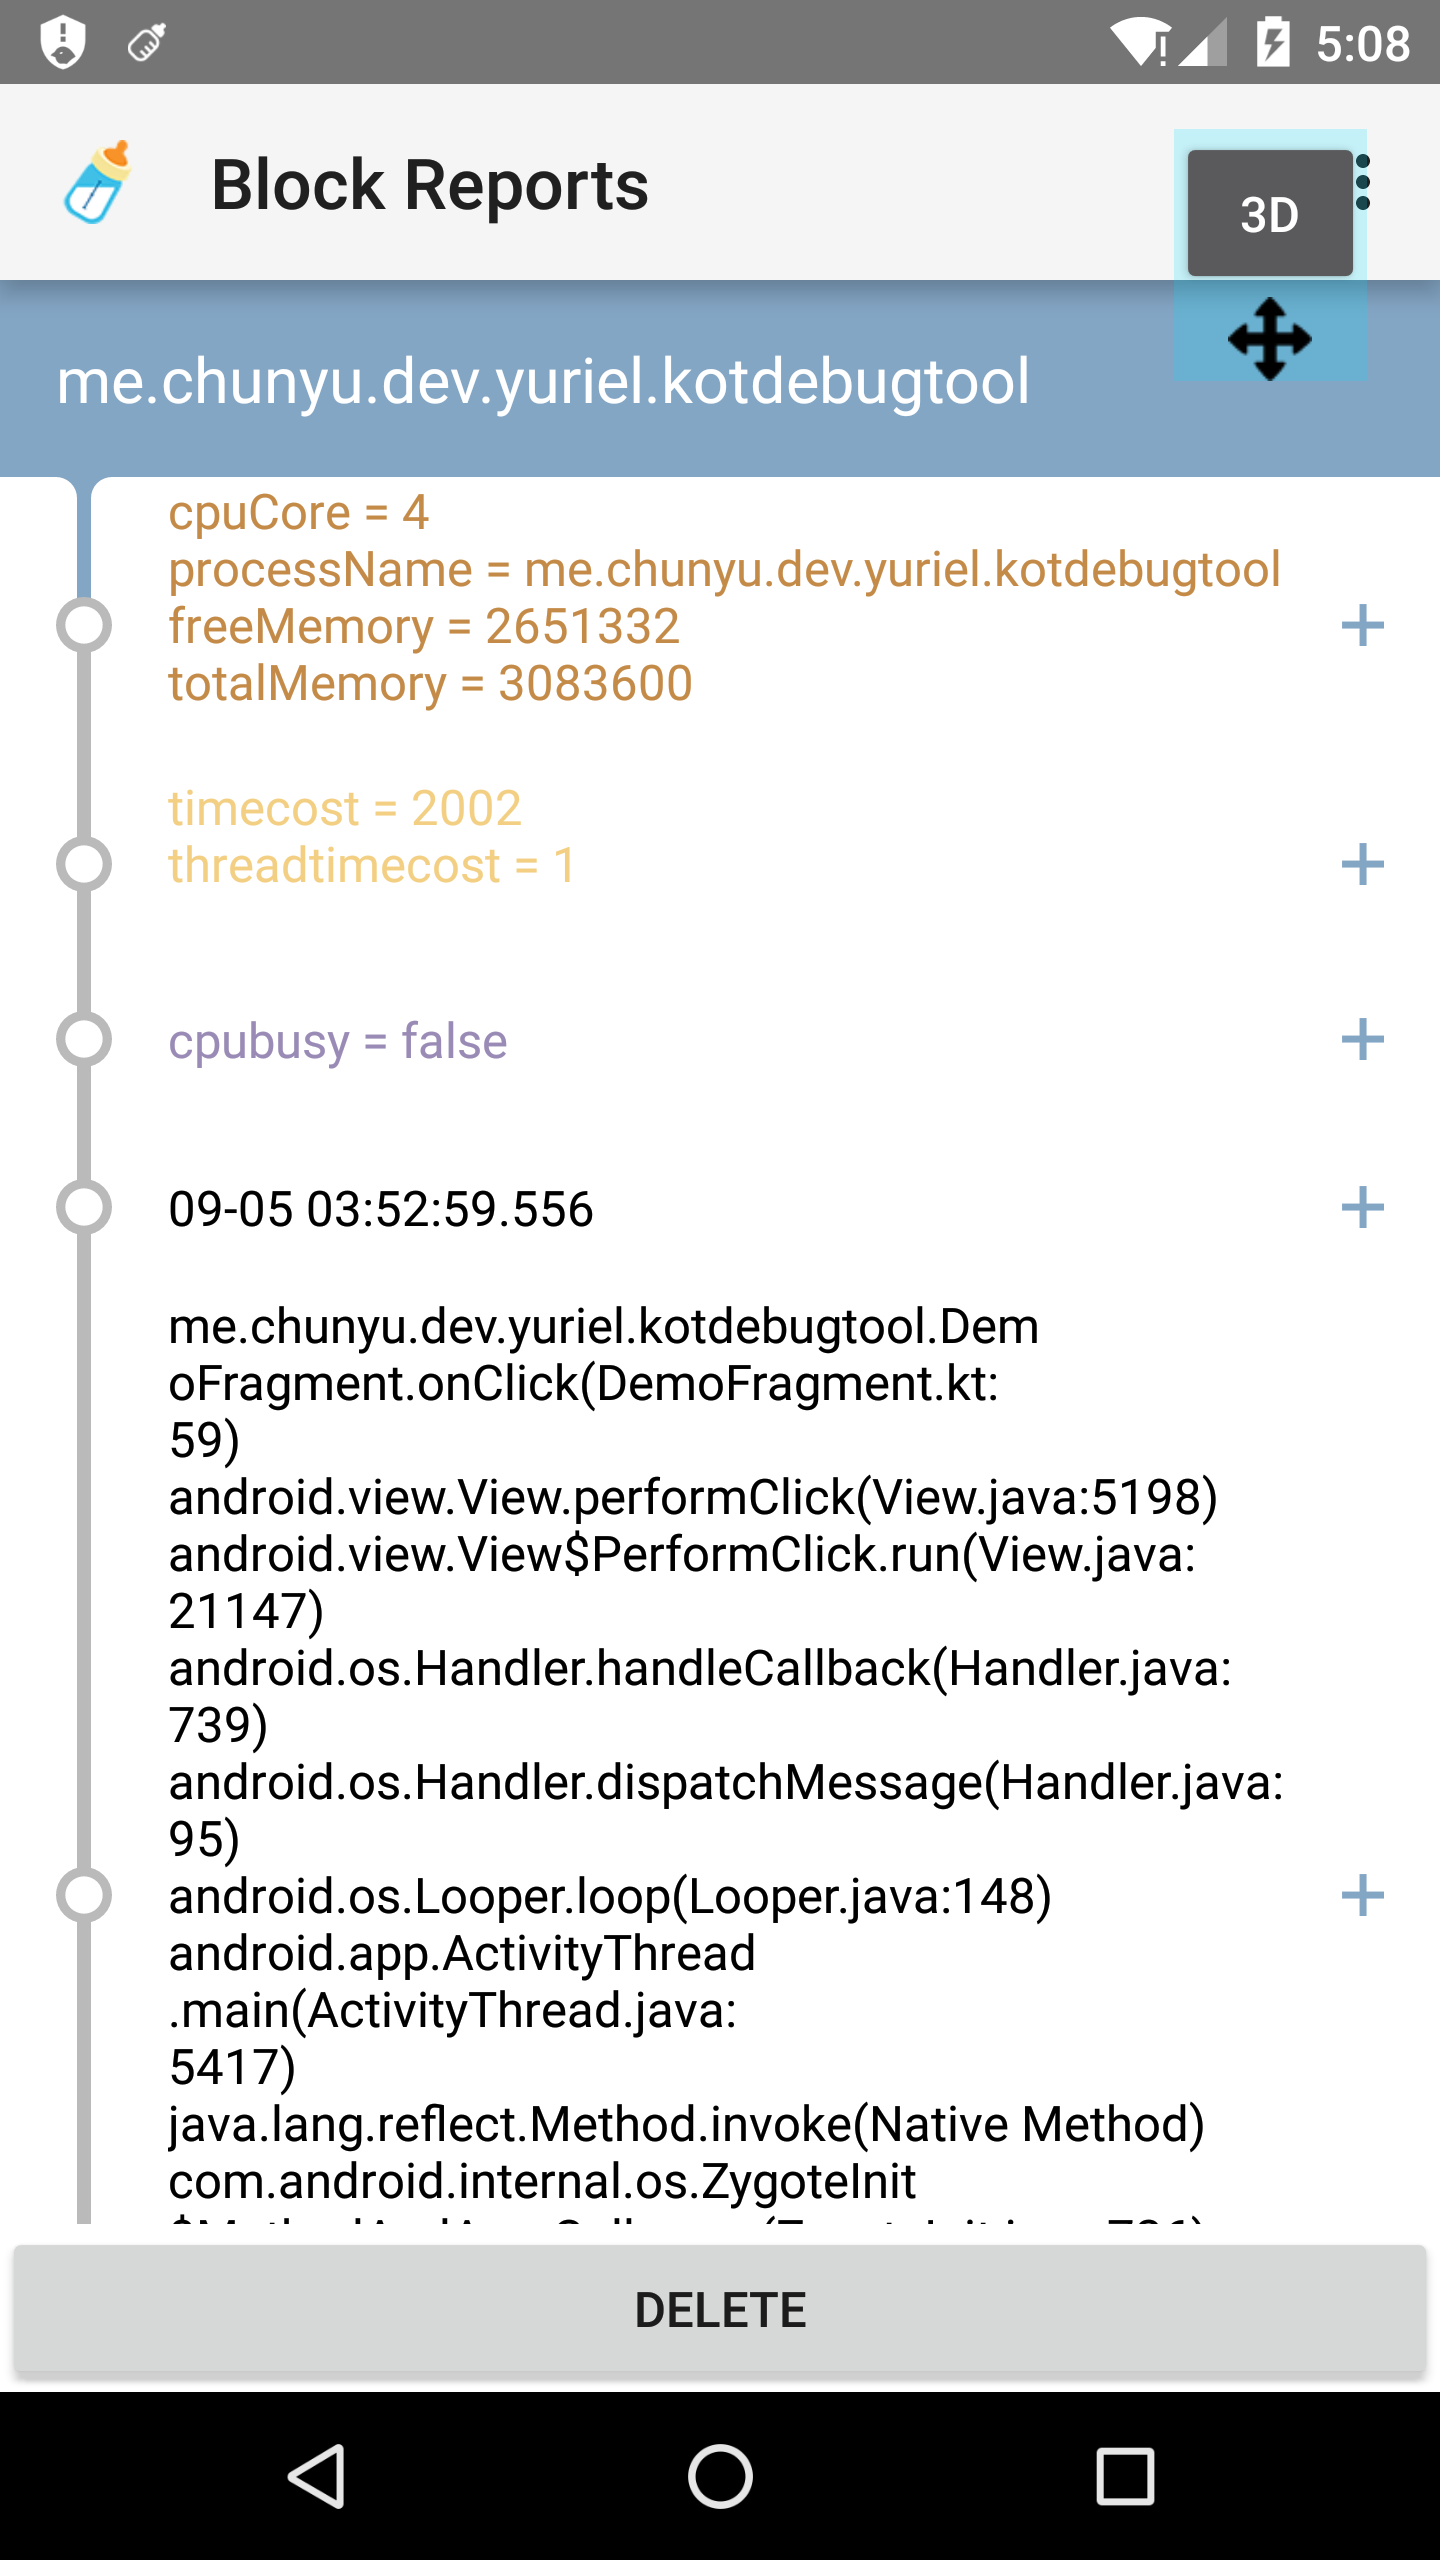 5:08
Block Reports
3D
me.chunyu.dev.yuriel.kotdebugtool
cpuCore = 4
processName = me.chunyu.dev.yuriel.kotdebugtool
freeMemory = 2651332
totalMemory = 3083600
timecost = 2002
threadtimecost = 1
cpubusy = false
09-05 03:52:59.556
me.chunyu.dev.yuriel.kotdebugtool.Dem
oFragment.onClick(DemoFragment.kt:
59)
android.view.View.performClick(View.java:5198)
android.view.View$PerformClick.run(View.java:
21147)
android.os.Handler.handleCallback(Handler.java:
739)
android.os.Handler.dispatchMessage(Handler.java:
95)
android.os.Looper.loop(Looper.java:148)
android.app.ActivityThread
.main(ActivityThread.java:
5417)
java.lang.reflect.Method.invoke(Native Method)
com.android.internal.os.ZygoteInit
DELETE